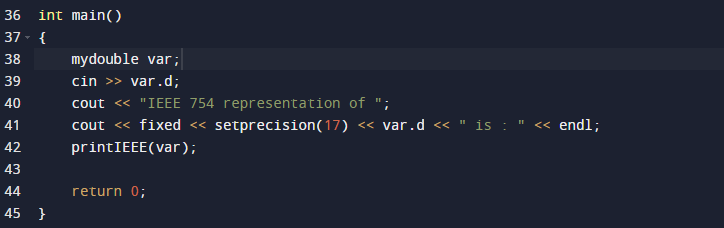 36 int main()
37 {
38     mydouble var;
39     cin >> var.d;
40     cout << "IEEE 754 representation of ";
41     cout << fixed << setprecision(17) << var.d << " is : " << endl;
42     printIEEE(var);
43
44     return 0;
45 }